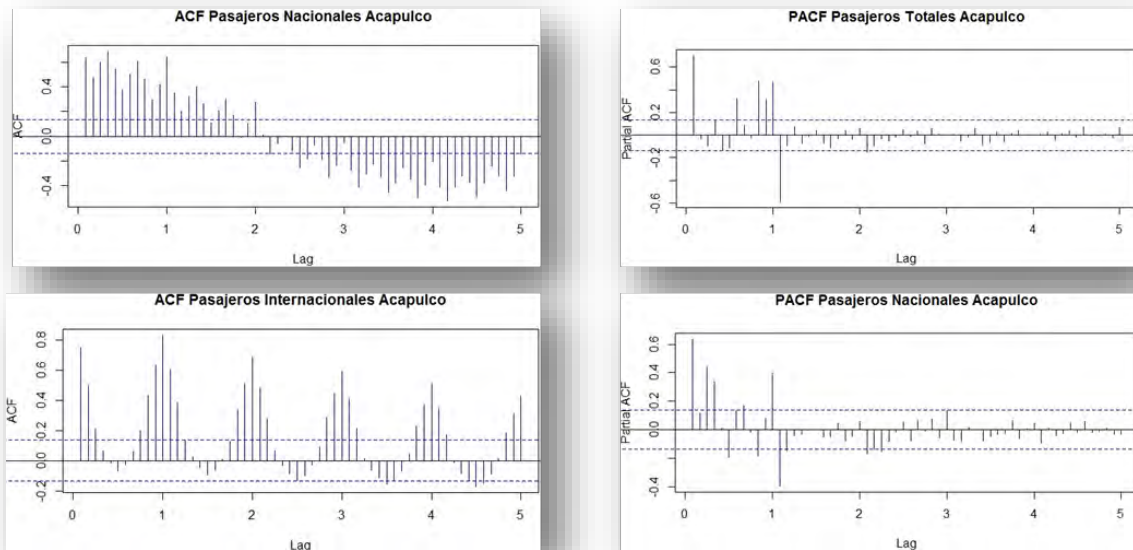 ACF Pasajeros Nacionales Acapulco
ACF
0.4
0.0
-0.4
0 1 2 3 4 5
Lag
PACF Pasajeros Totales Acapulco
Partial ACF
0.6
0.2
-0.2
-0.6
0 1 2 3 4 5
Lag
ACF Pasajeros Internacionales Acapulco
ACF
0.8
0.6
0.4
0.2
0.0
-0.2
0 1 2 3 4 5
Lag
PACF Pasajeros Nacionales Acapulco
Partial ACF
0.6
0.4
0.2
0.0
-0.4
0 1 2 3 4 5
Lag